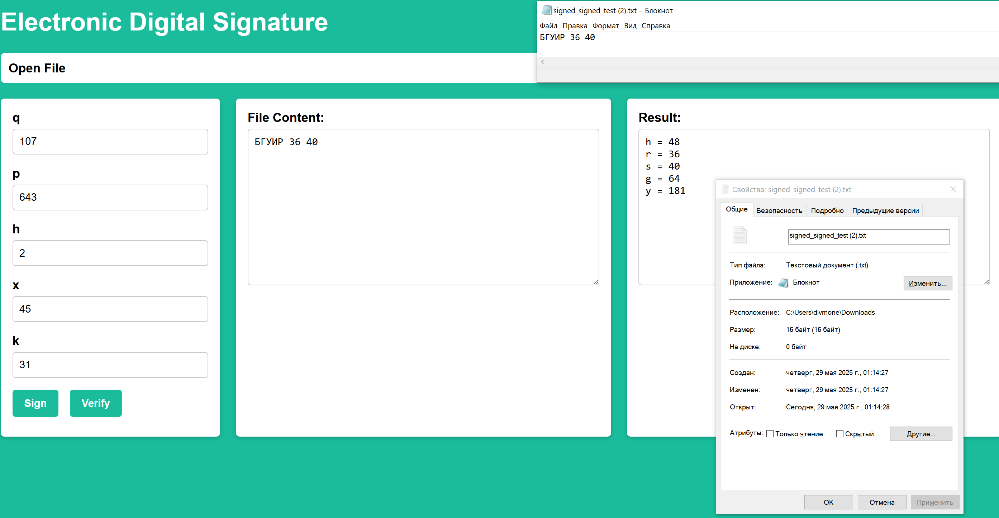 Electronic Digital Signature
Open File
signed_signed_test (2).txt – Блокнот
Файл Правка Формат Вид Справка
БГУИР 36 40
q
107
p
643
h
2
x
45
k
31
Sign Verify
File Content:
БГУИР 36 40
Result:
h = 48
r = 36
s = 40
g = 64
y = 181
Свойства: signed_signed_test (2).txt
Общие Безопасность Подробно Предыдущие версии
signed_signed_test (2).txt
Тип файла: Текстовый документ (.txt)
Приложение: Блокнот Изменить...
Расположение: C:\Users\divmone\Downloads
Размер: 16 байт (16 байт)
На диске: 0 байт
Создан: четверг, 29 мая 2025 г., 01:14:27
Изменен: четверг, 29 мая 2025 г., 01:14:27
Открыт: Сегодня, 29 мая 2025 г., 01:14:28
Атрибуты: Только чтение Скрытый Другие...
OK Отмена Применить